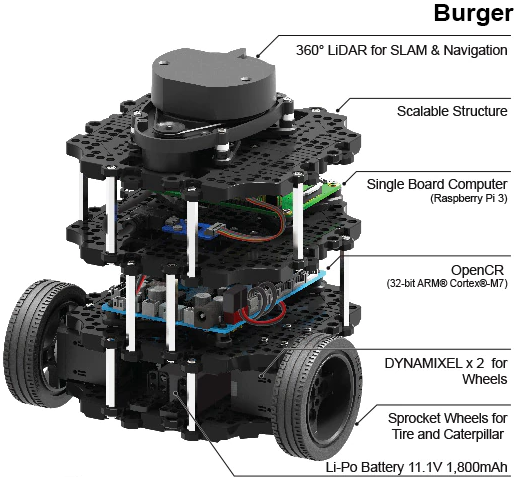 Burger
360° LiDAR for SLAM & Navigation
Scalable Structure
Single Board Computer
(Raspberry Pi 3)
OpenCR
(32-bit ARM® Cortex®-M7)
DYNAMIXEL x 2 for
Wheels
Sprocket Wheels for
Tire and Caterpillar
Li-Po Battery 11.1V 1,800mAh